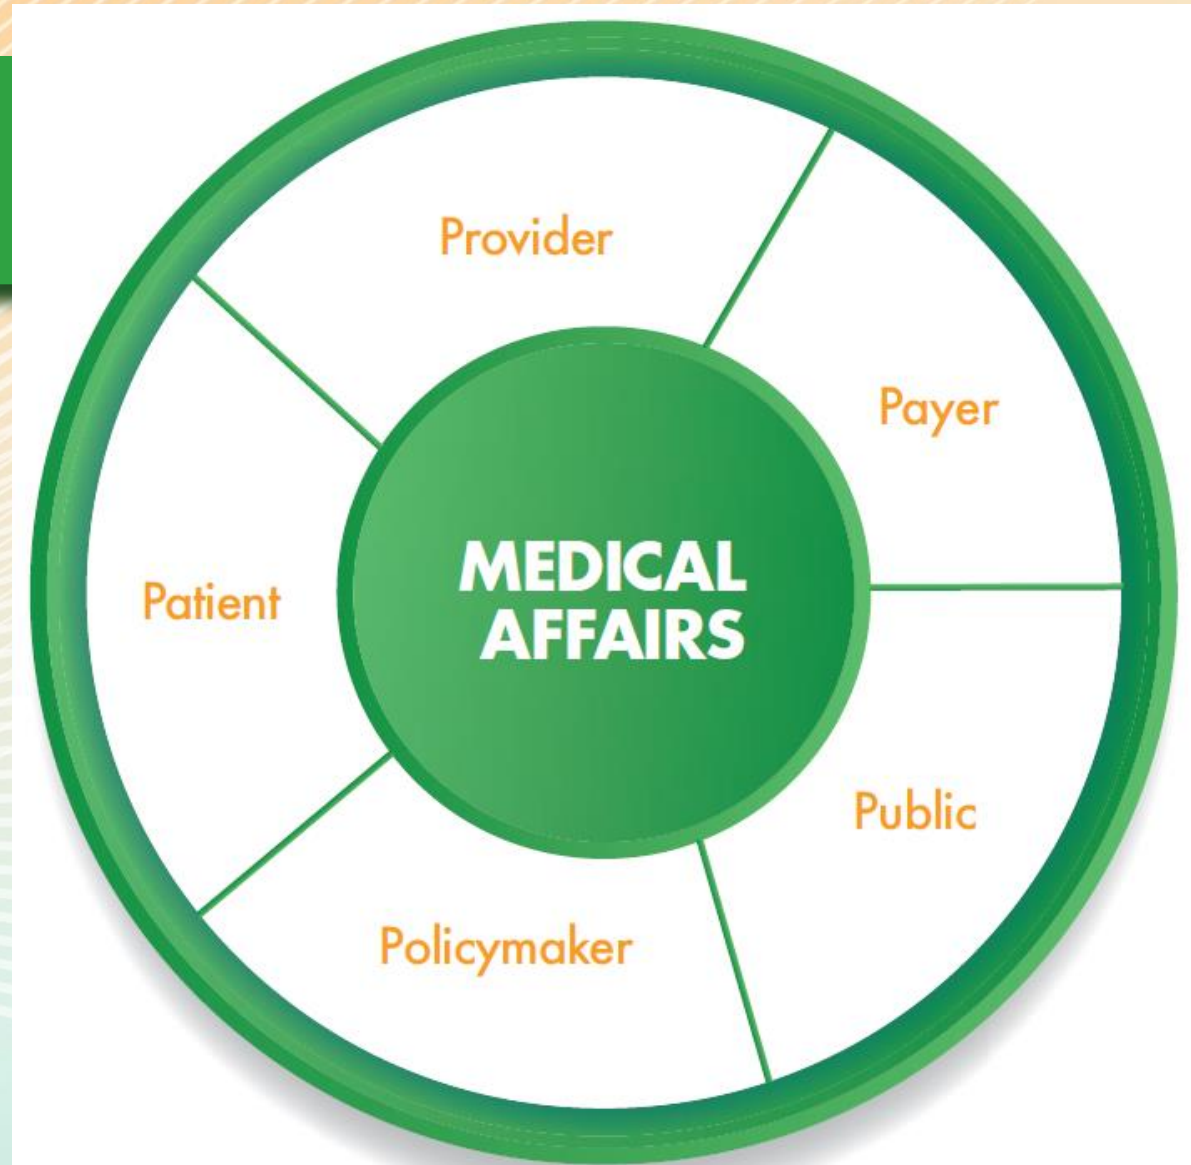 Provider
Payer
Patient
MEDICAL
AFFAIRS
Public
Policymaker